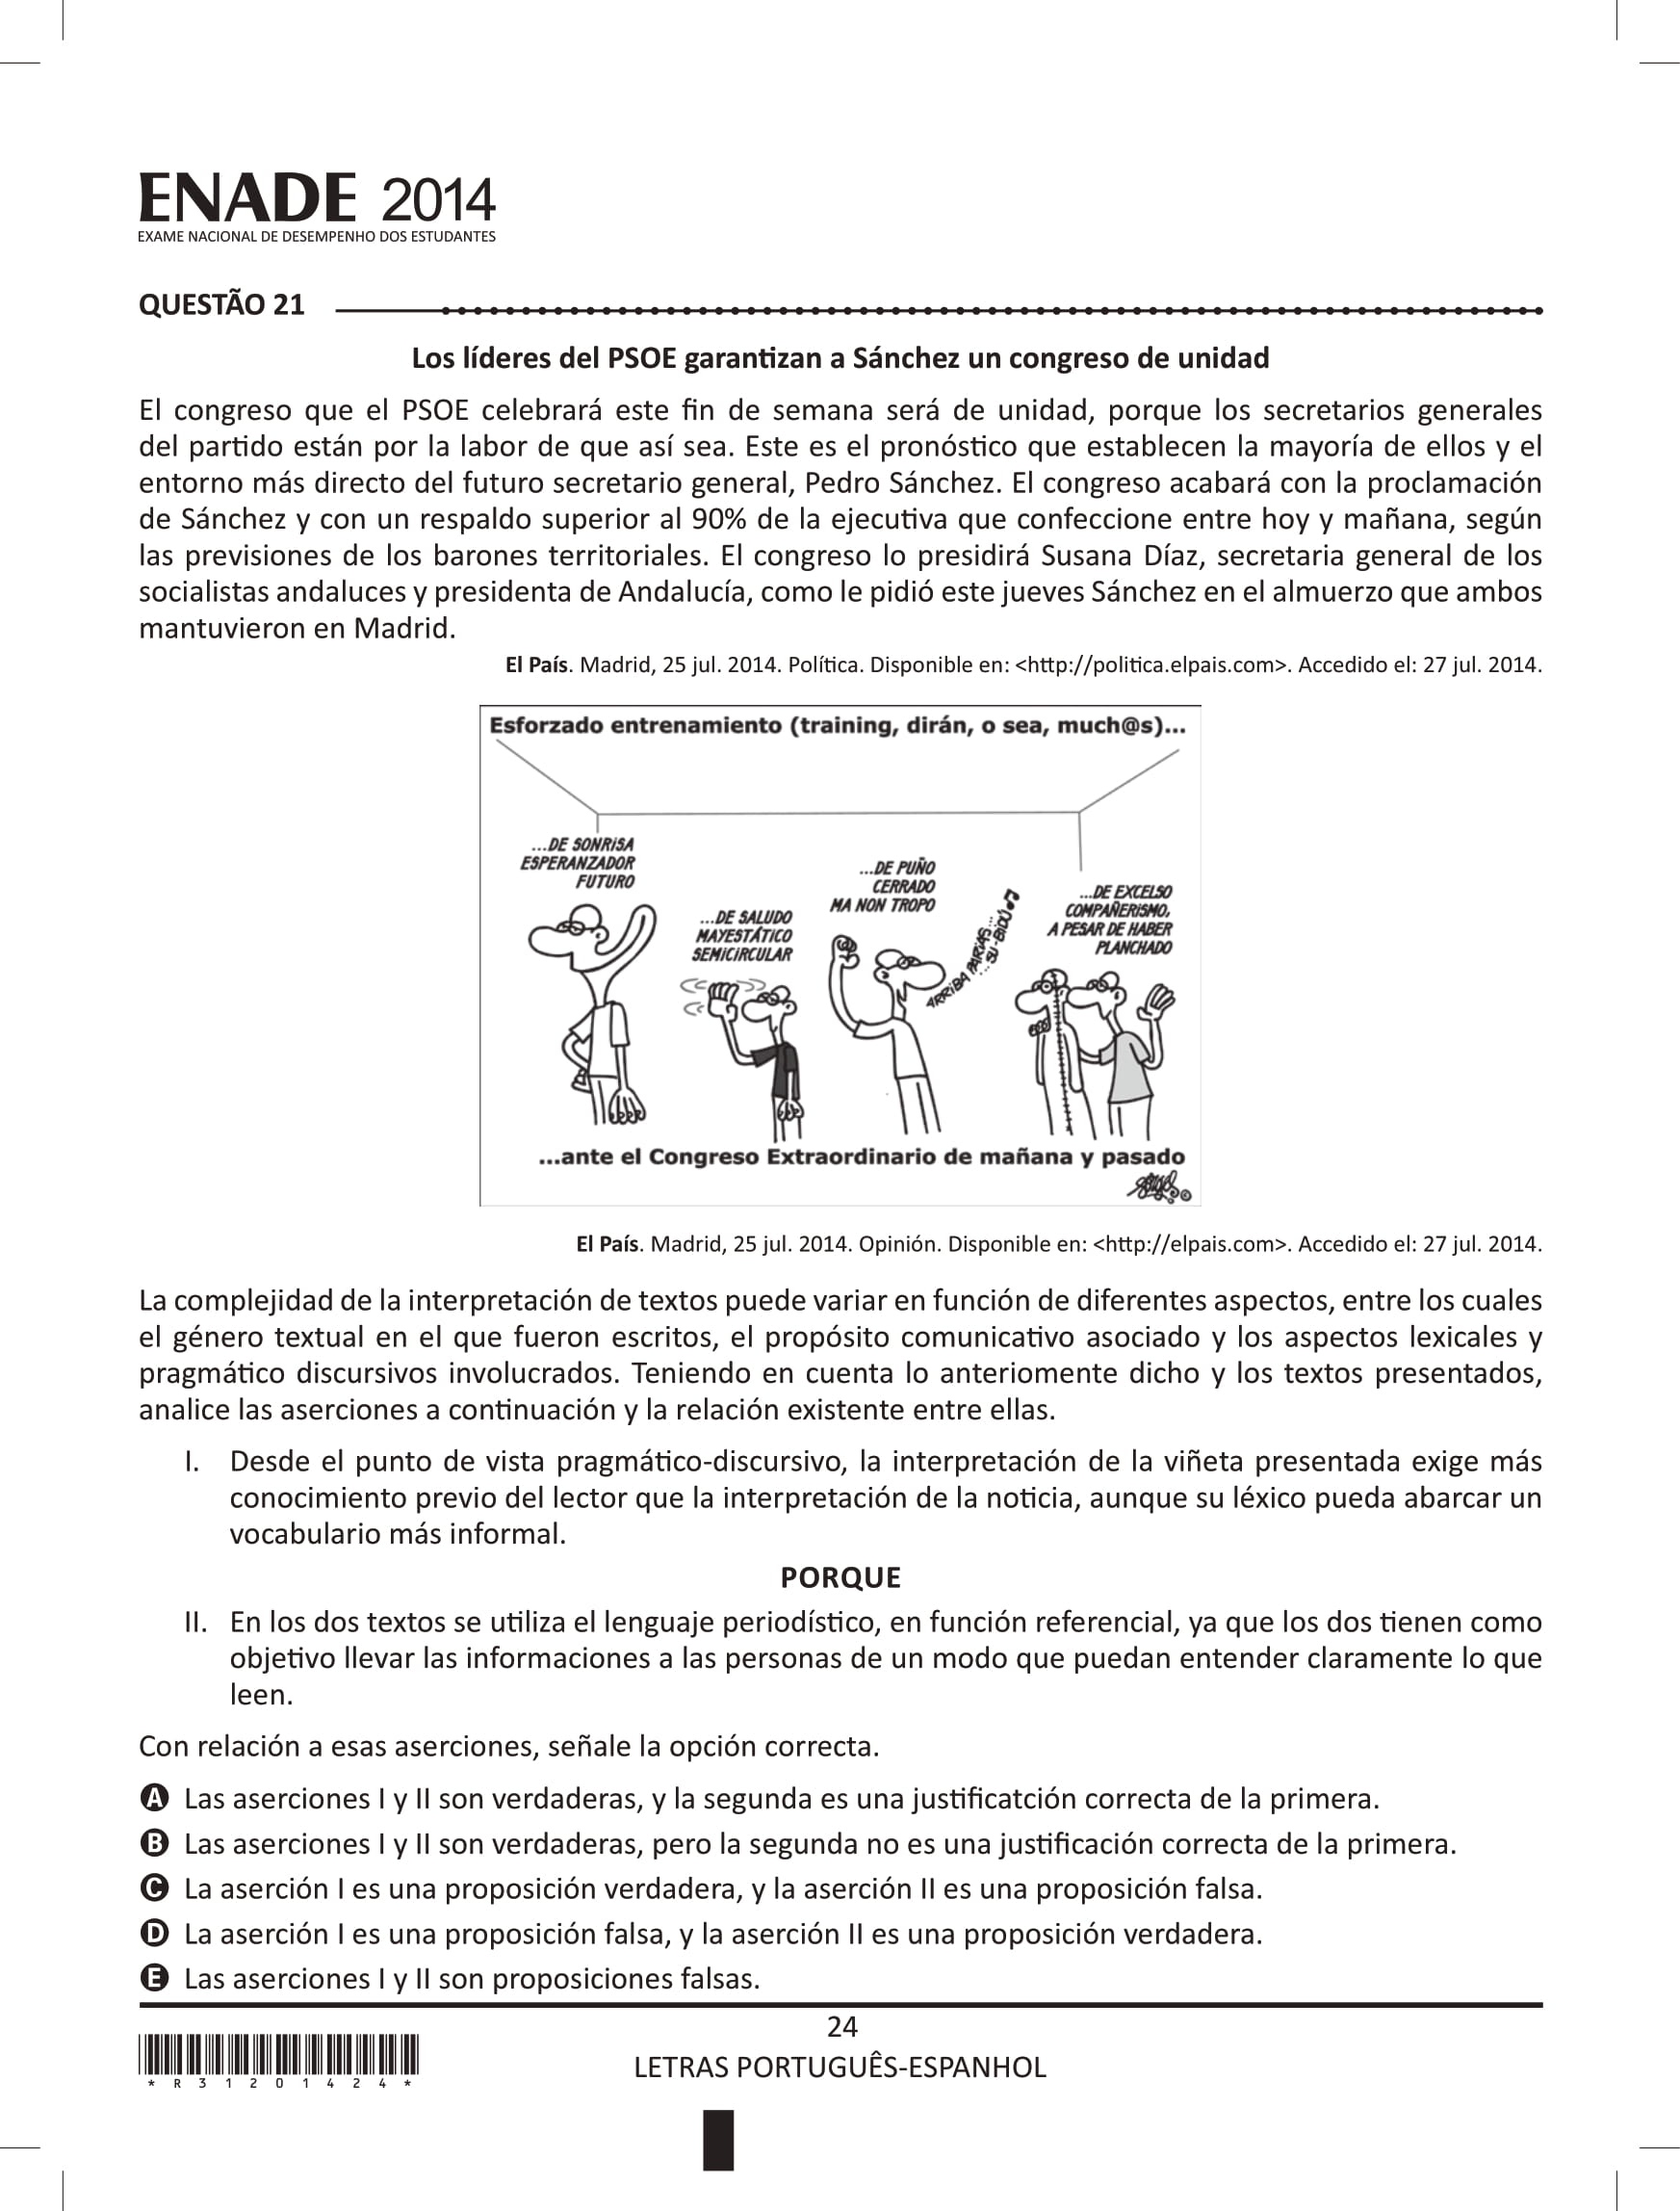 ENADE 2014
EXAME NACIONAL DE DESEMPENHO DOS ESTUDANTES
QUESTÃO 21
Los líderes del PSOE garantizan a Sánchez un congreso de unidad
El congreso que el PSOE celebrará este fin de semana será de unidad, porque los secretarios generales
del partido están por la labor de que así sea. Este es el pronóstico que establecen la mayoría de ellos y el
entorno más directo del futuro secretario general, Pedro Sánchez. El congreso acabará con la proclamación
de Sánchez y con un respaldo superior al 90% de la ejecutiva que confeccione entre hoy y mañana, según
las previsiones de los barones territoriales. El congreso lo presidirá Susana Díaz, secretaria general de los
socialistas andaluces y presidenta de Andalucía, como le pidió este jueves Sánchez en el almuerzo que ambos
mantuvieron en Madrid.
El País. Madrid, 25 jul. 2014. Política. Disponible en: <http://politica.elpais.com>. Accedido el: 27 jul. 2014.
Esforzado entrenamiento (training, dirán, o sea, much@s)...
...DE SONRiSA
ESPERANZADOR
FUTURO
...DE SALUDO
MAYESTÁTICO
SEMiCiRCULAR
...DE PUÑO
CERRADO
MA NON TROPO
ARRiBA PARiAS...
...SU-BiDÚ
...DE EXCELSO
COMPAÑERiSMO,
A PESAR DE HABER
PLANCHADO
...ante el Congreso Extraordinario de mañana y pasado
El País. Madrid, 25 jul. 2014. Opinión. Disponible en: <http://elpais.com>. Accedido el: 27 jul. 2014.
La complejidad de la interpretación de textos puede variar en función de diferentes aspectos, entre los cuales
el género textual en el que fueron escritos, el propósito comunicativo asociado y los aspectos lexicales y
pragmático discursivos involucrados. Teniendo en cuenta lo anteriomente dicho y los textos presentados,
analice las aserciones a continuación y la relación existente entre ellas.
I. Desde el punto de vista pragmático-discursivo, la interpretación de la viñeta presentada exige más
conocimiento previo del lector que la interpretación de la noticia, aunque su léxico pueda abarcar un
vocabulario más informal.
PORQUE
II. En los dos textos se utiliza el lenguaje periodístico, en función referencial, ya que los dos tienen como
objetivo llevar las informaciones a las personas de un modo que puedan entender claramente lo que
leen.
Con relación a esas aserciones, señale la opción correcta.
A Las aserciones I y II son verdaderas, y la segunda es una justificatción correcta de la primera.
B Las aserciones I y II son verdaderas, pero la segunda no es una justificación correcta de la primera.
C La aserción I es una proposición verdadera, y la aserción II es una proposición falsa.
D La aserción I es una proposición falsa, y la aserción II es una proposición verdadera.
E Las aserciones I y II son proposiciones falsas.
24
LETRAS PORTUGUÊS-ESPANHOL
* R 3 1 2 0 1 4 2 4 *